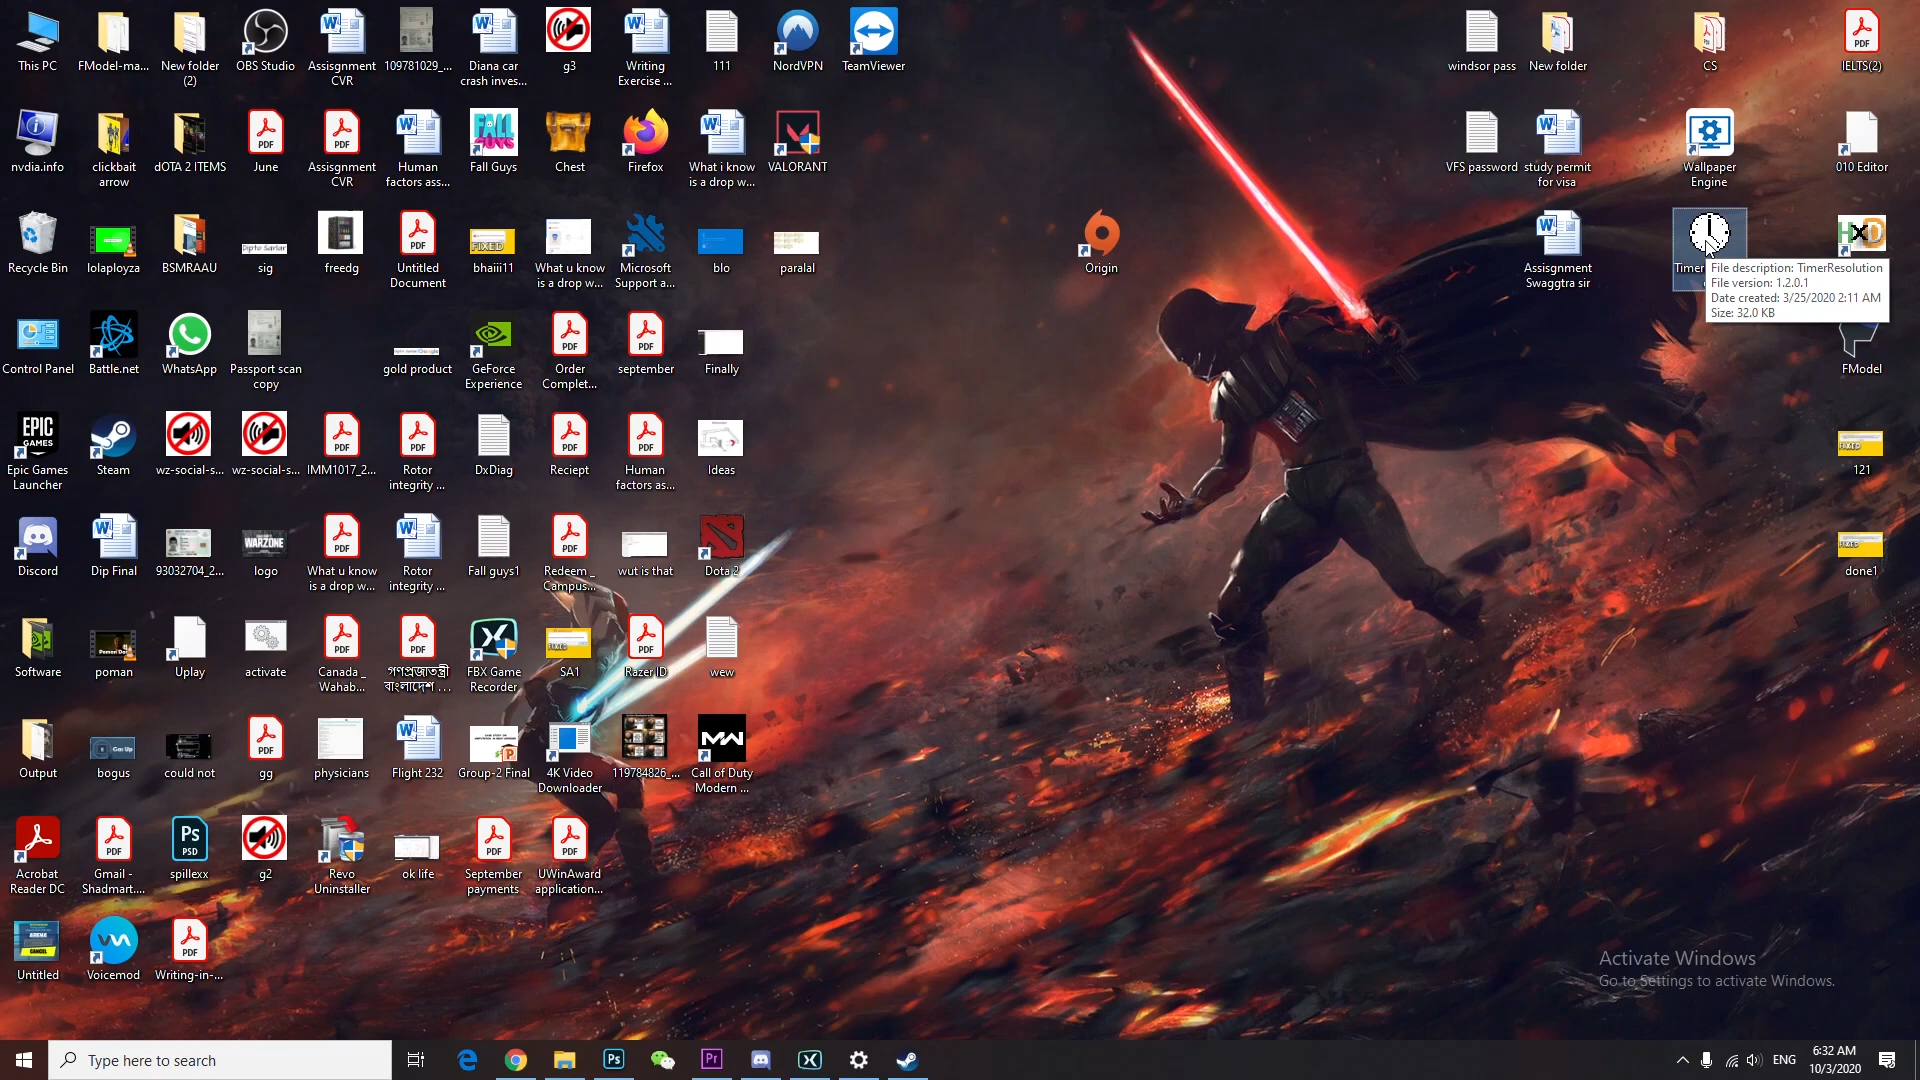 This PC
FModel-ma...
New folder
(2)
OBS Studio
Assisgnment
CVR
109781029_...
Diana car
crash inves...
g3
Writing
Exercise ...
111
NordVPN
TeamViewer
windsor pass
New folder
CS
IELTS(2)
nvdia.info
clickbait
arrow
dOTA 2 ITEMS
June
Assisgnment
CVR
Human
factors ass...
Fall Guys
Chest
Firefox
What i know
is a drop w...
VALORANT
VFS password
study permit
for visa
Wallpaper
Engine
010 Editor
Recycle Bin
lolaployza
BSMRAAU
sig
freedg
Untitled
Document
bhaiii11
What u know
is a drop w...
Microsoft
Support a...
blo
paralal
Origin
Assisgnment
Swaggtra sir
Timer
File description: TimerResolution
File version: 1.2.0.1
Date created: 3/25/2020 2:11 AM
Size: 32.0 KB
Control Panel
Battle.net
WhatsApp
Passport scan
copy
gold product
GeForce
Experience
Order
Complet...
september
Finally
FModel
Epic Games
Launcher
Steam
wz-social-s...
wz-social-s...
IMM1017_2...
Rotor
integrity ...
DxDiag
Reciept
Human
factors as...
Ideas
121
Discord
Dip Final
93032704_2...
logo
What u know
is a drop w...
Rotor
integrity ...
Fall guys1
Redeem _
Campus...
wut is that
Dota 2
done1
Software
poman
Uplay
activate
Canada _
Wahab...
গণপ্রজাতন্ত্রী
বাংলাদেশ ...
FBX Game
Recorder
SA1
Razer ID
wew
Output
bogus
could not
gg
physicians
Flight 232
Group-2 Final
4K Video
Downloader
119784826_...
Call of Duty
Modern ...
Acrobat
Reader DC
Gmail -
Shadmart....
spillexx
g2
Revo
Uninstaller
ok life
September
payments
UWinAward
application...
Untitled
Voicemod
Writing-in-...
Activate Windows
Go to Settings to activate Windows.
Type here to search
ENG
6:32 AM
10/3/2020